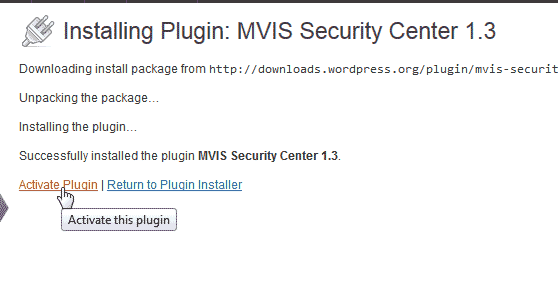 Installing Plugin: MVIS Security Center 1.3
Downloading install package from http://downloads.wordpress.org/plugin/mvis-securit
Unpacking the package…
Installing the plugin…
Successfully installed the plugin MVIS Security Center 1.3.
Activate Plugin | Return to Plugin Installer
Activate this plugin